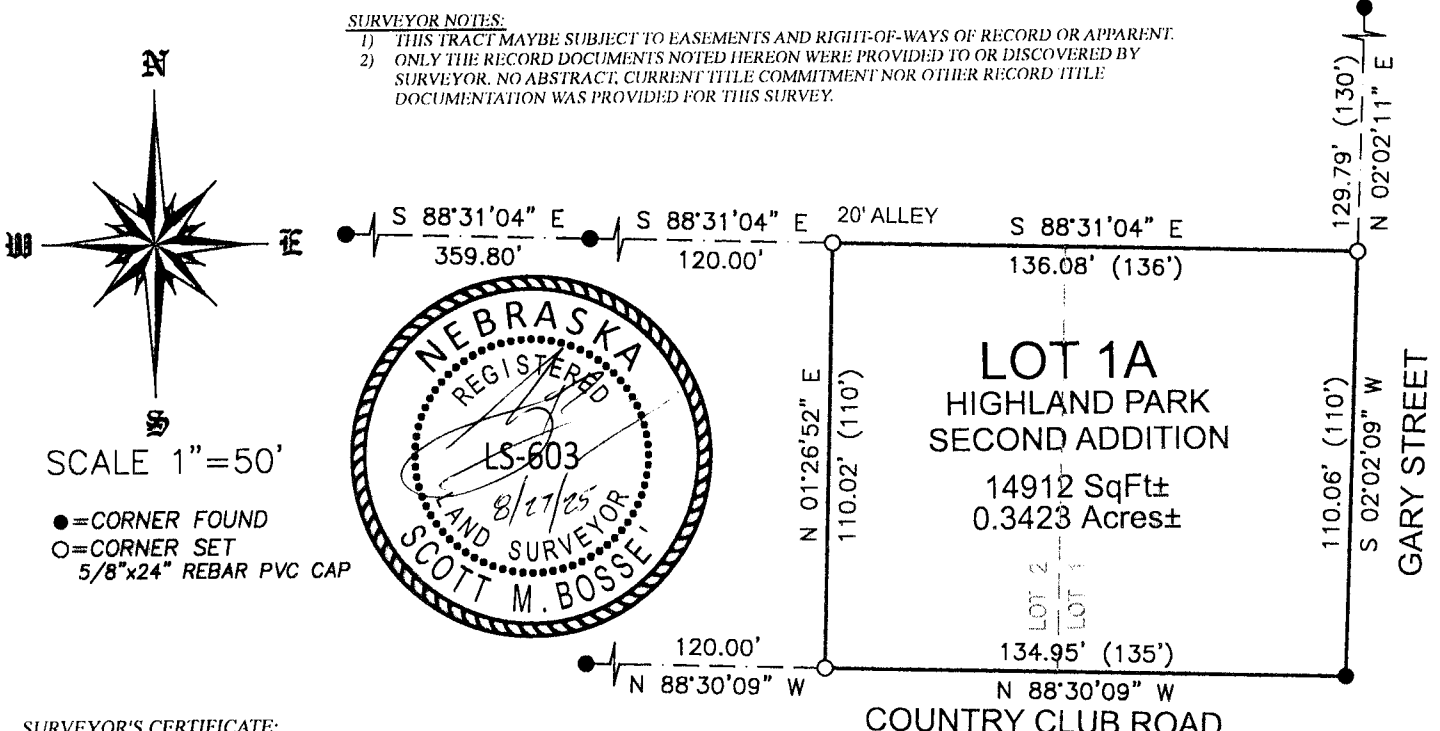 SURVEYOR NOTES:
1) THIS TRACT MAYBE SUBJECT TO EASEMENTS AND RIGHT-OF-WAYS OF RECORD OR APPARENT.
2) ONLY THE RECORD DOCUMENTS NOTED HEREON WERE PROVIDED TO OR DISCOVERED BY
SURVEYOR. NO ABSTRACT, CURRENT TITLE COMMITMENT NOR OTHER RECORD TITLE
DOCUMENTATION WAS PROVIDED FOR THIS SURVEY.
N
W
E
S
SCALE 1"=50'
●=CORNER FOUND
○=CORNER SET
5/8"x24" REBAR PVC CAP
S 88°31'04" E
359.80'
S 88°31'04" E
120.00'
20' ALLEY
S 88°31'04" E
136.08' (136')
129.79' (130')
N 02°02'11" E
NEBRASKA
REGISTERED
LS-603
8/27/25
LAND SURVEYOR
SCOTT M. BOSSE'
N 01°26'52" E
110.02' (110')
LOT 1A
HIGHLAND PARK
SECOND ADDITION
14912 SqFt±
0.3423 Acres±
LOT 2
LOT 1
110.06' (110')
S 02°02'09" W
GARY STREET
120.00'
N 88°30'09" W
134.95' (135')
N 88°30'09" W
COUNTRY CLUB ROAD
SURVEYOR'S CERTIFICATE: